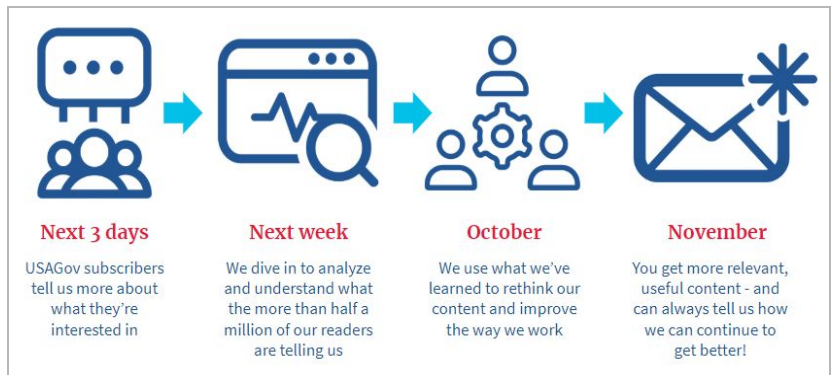 Next 3 days
USAGov subscribers
tell us more about
what they're
interested in
Next week
We dive in to analyze
and understand what
the more than half a
million of our readers
are telling us
October
We use what we've
learned to rethink our
content and improve
the way we work
November
You get more relevant,
useful content - and
can always tell us how
we can continue to
get better!